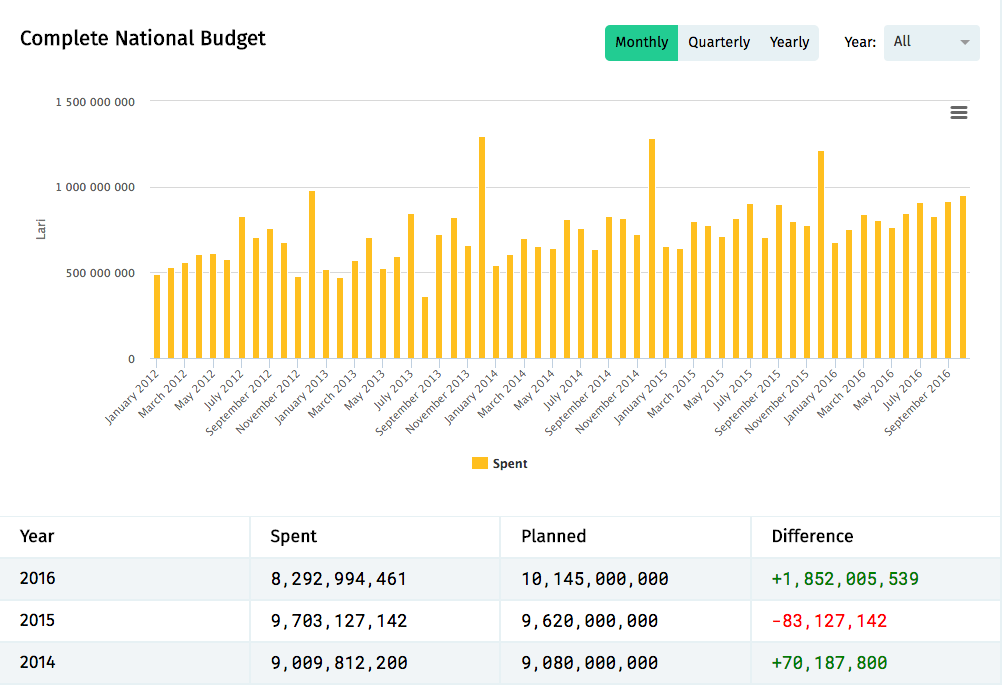 Complete National Budget
Monthly Quarterly Yearly Year: All
1 500 000 000
1 000 000 000
500 000 000
0
Lari
January 2012
March 2012
May 2012
July 2012
September 2012
November 2012
January 2013
March 2013
May 2013
July 2013
September 2013
November 2013
January 2014
March 2014
May 2014
July 2014
September 2014
November 2014
January 2015
March 2015
May 2015
July 2015
September 2015
November 2015
January 2016
March 2016
May 2016
July 2016
September 2016
Spent
Year Spent Planned Difference
2016 8,292,994,461 10,145,000,000 +1,852,005,539
2015 9,703,127,142 9,620,000,000 -83,127,142
2014 9,009,812,200 9,080,000,000 +70,187,800